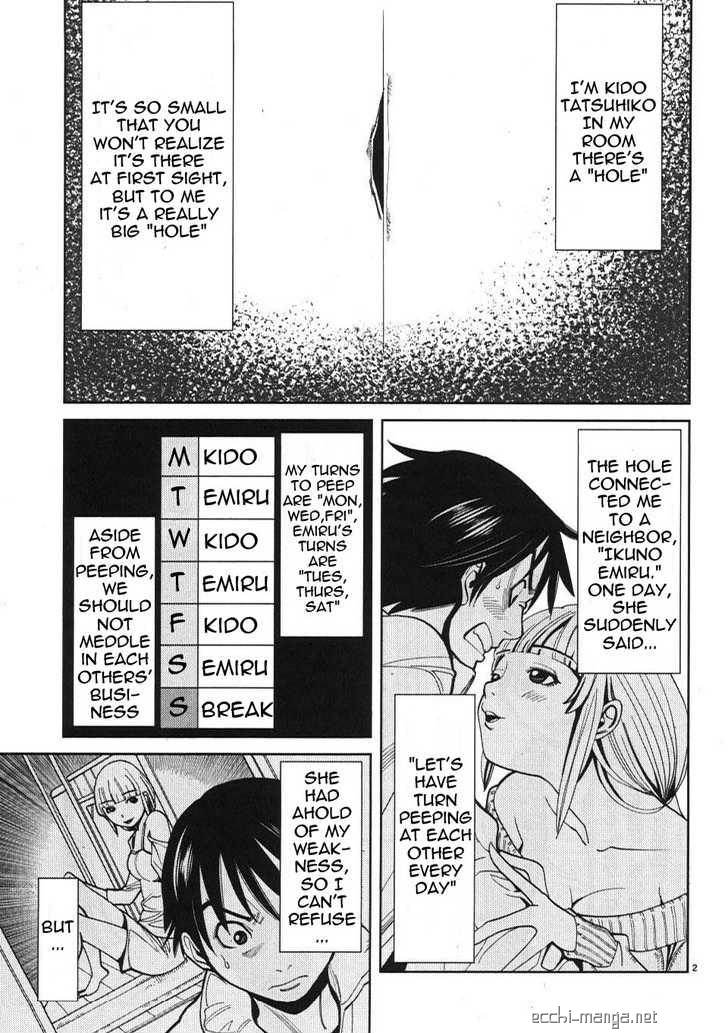 I'M KIDO
TATSUHIKO
IN MY
ROOM
THERE'S
A "HOLE"
IT'S SO SMALL
THAT YOU
WON'T REALIZE
IT'S THERE
AT FIRST SIGHT,
BUT TO ME
IT'S A REALLY
BIG "HOLE"
THE HOLE
CONNEC-
TED ME
TO A
NEIGHBOR,
"IKUNO
EMIRU."
ONE DAY,
SHE
SUDDENLY
SAID...
"LET'S
HAVE
TURN
PEEPING
AT EACH
OTHER
EVERY
DAY"
MY TURNS
TO PEEP
ARE "MON,
WED,FRI",
EMIRU'S
TURNS
ARE
"TUES,
THURS,
SAT"
M KIDO
T EMIRU
W KIDO
T EMIRU
F KIDO
S EMIRU
S BREAK
ASIDE
FROM
PEEPING,
WE
SHOULD
NOT
MEDDLE
IN EACH
OTHERS'
BUSI-
NESS
SHE
HAD
AHOLD
OF MY
WEAK-
NESS,
SO I
CAN'T
REFUSE
...
BUT
...
2
ecchi-manga.net